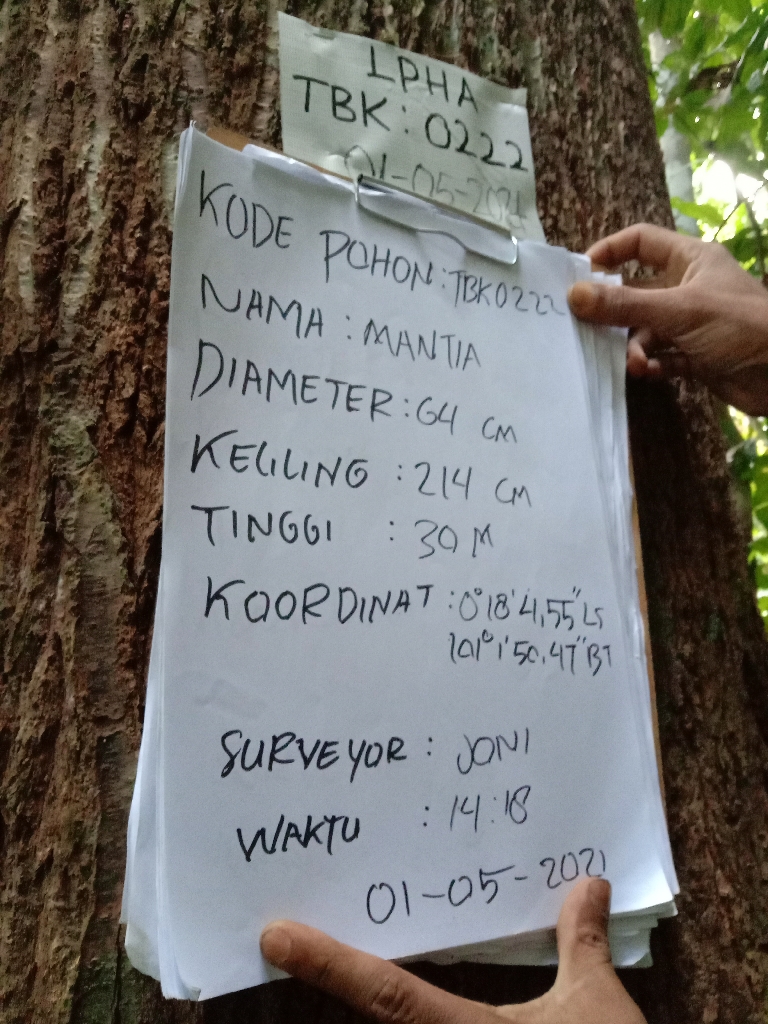 LPHA
TBK: 0222
01-05-2021
KODE POHON: TBK0222
NAMA : MANTIA
DIAMETER: 64 CM
KELILING : 214 CM
TINGGI : 30 M
KOORDINAT : 0°18'4,55" LS
101°1'50.47" BT
SURVEYOR : JONI
WAKTU : 14:18
01-05-2021